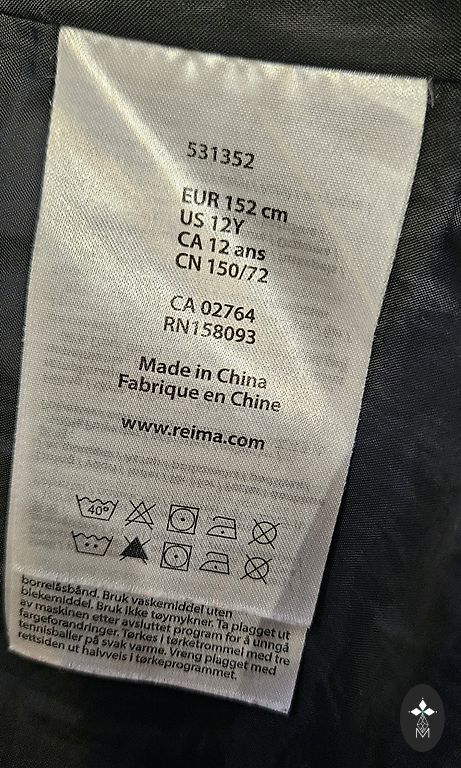 531352
EUR 152 cm
US 12Y
CA 12 ans
CN 150/72
CA 02764
RN158093
Made in China
Fabrique en Chine
www.reima.com
40°
borrelåsbånd. Bruk vaskemiddel uten
blekemiddel. Bruk ikke tøymykner. Ta plagget ut
av maskinen etter avsluttet program for å unngå
fargeforandringer. Tørkes i tørketrommel med tre
tennisballer på svak varme. Vreng plagget med
rettsiden ut halvveis i tørkeprogrammet.
M